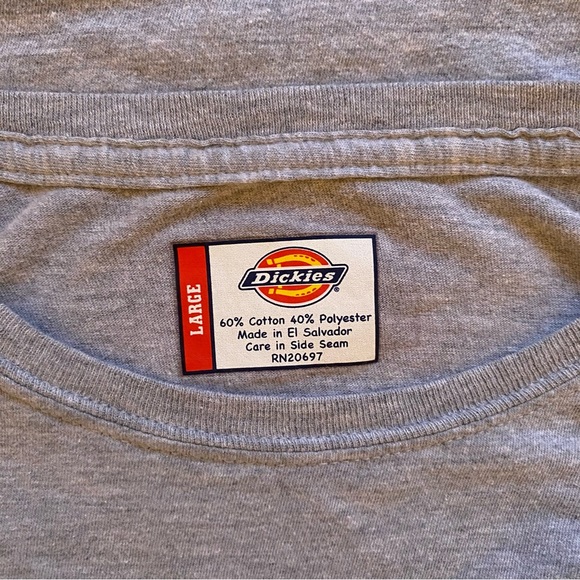 LARGE
Dickies
60% Cotton 40% Polyester
Made in El Salvador
Care in Side Seam
RN20697